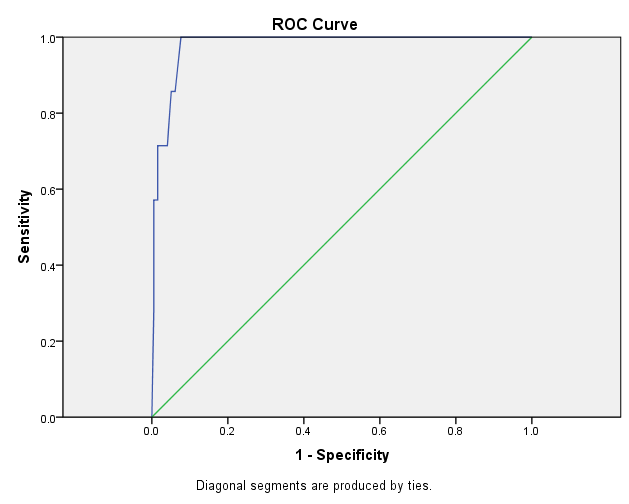 ROC Curve
1.0
0.8
0.6
0.4
0.2
0.0
Sensitivity
0.0 0.2 0.4 0.6 0.8 1.0
1 - Specificity
Diagonal segments are produced by ties.